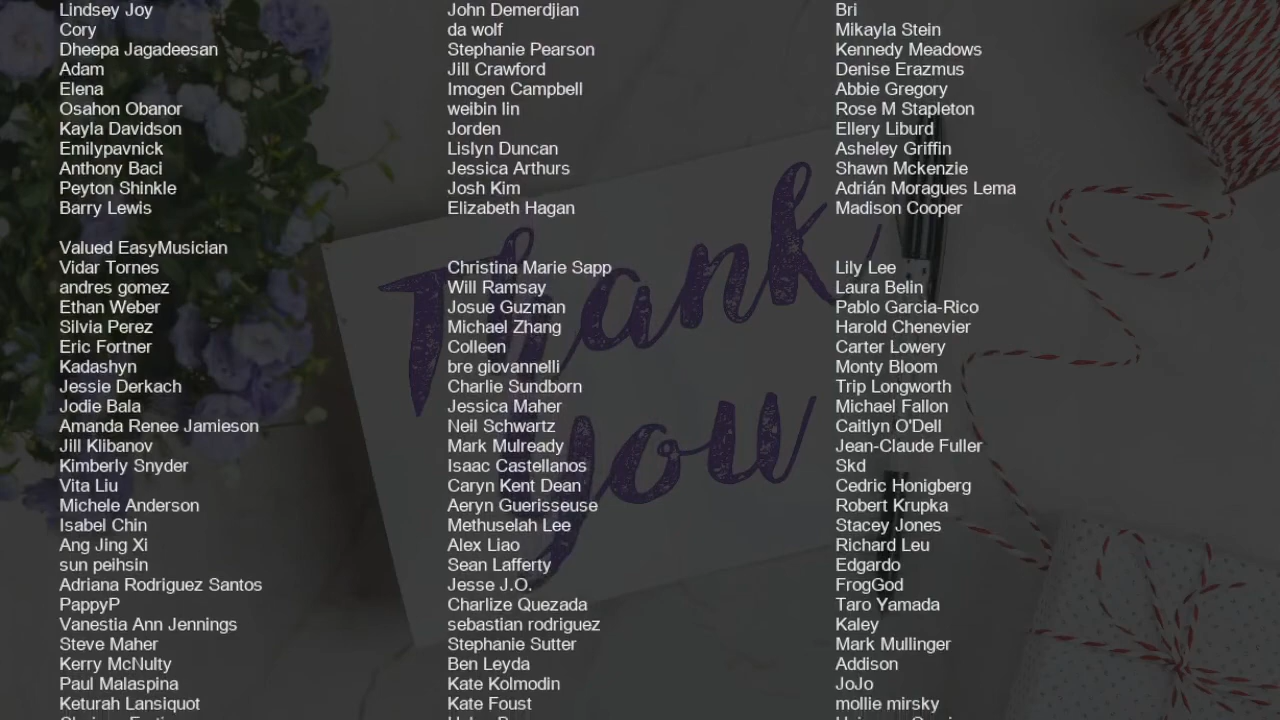 Lindsey Joy
Cory
Dheepa Jagadeesan
Adam
Elena
Osahon Obanor
Kayla Davidson
Emilypavnick
Anthony Baci
Peyton Shinkle
Barry Lewis
John Demerdjian
da wolf
Stephanie Pearson
Jill Crawford
Imogen Campbell
weibin lin
Jorden
Lislyn Duncan
Jessica Arthurs
Josh Kim
Elizabeth Hagan
Bri
Mikayla Stein
Kennedy Meadows
Denise Erazmus
Abbie Gregory
Rose M Stapleton
Ellery Liburd
Asheley Griffin
Shawn Mckenzie
Adrián Moragues Lema
Madison Cooper
Valued EasyMusician
Vidar Tornes
andres gomez
Ethan Weber
Silvia Perez
Eric Fortner
Kadashyn
Jessie Derkach
Jodie Bala
Amanda Renee Jamieson
Jill Klibanov
Kimberly Snyder
Vita Liu
Michele Anderson
Isabel Chin
Ang Jing Xi
sun peihsin
Adriana Rodriguez Santos
PappyP
Vanestia Ann Jennings
Steve Maher
Kerry McNulty
Paul Malaspina
Keturah Lansiquot
Christina Marie Sapp
Will Ramsay
Josue Guzman
Michael Zhang
Colleen
bre giovannelli
Charlie Sundborn
Jessica Maher
Neil Schwartz
Mark Mulready
Isaac Castellanos
Caryn Kent Dean
Aeryn Guerisseuse
Methuselah Lee
Alex Liao
Sean Lafferty
Jesse J.O.
Charlize Quezada
sebastian rodriguez
Stephanie Sutter
Ben Leyda
Kate Kolmodin
Kate Foust
Lily Lee
Laura Belin
Pablo Garcia-Rico
Harold Chenevier
Carter Lowery
Monty Bloom
Trip Longworth
Michael Fallon
Caitlyn O'Dell
Jean-Claude Fuller
Skd
Cedric Honigberg
Robert Krupka
Stacey Jones
Richard Leu
Edgardo
FrogGod
Taro Yamada
Kaley
Mark Mullinger
Addison
JoJo
mollie mirsky
Thank
you